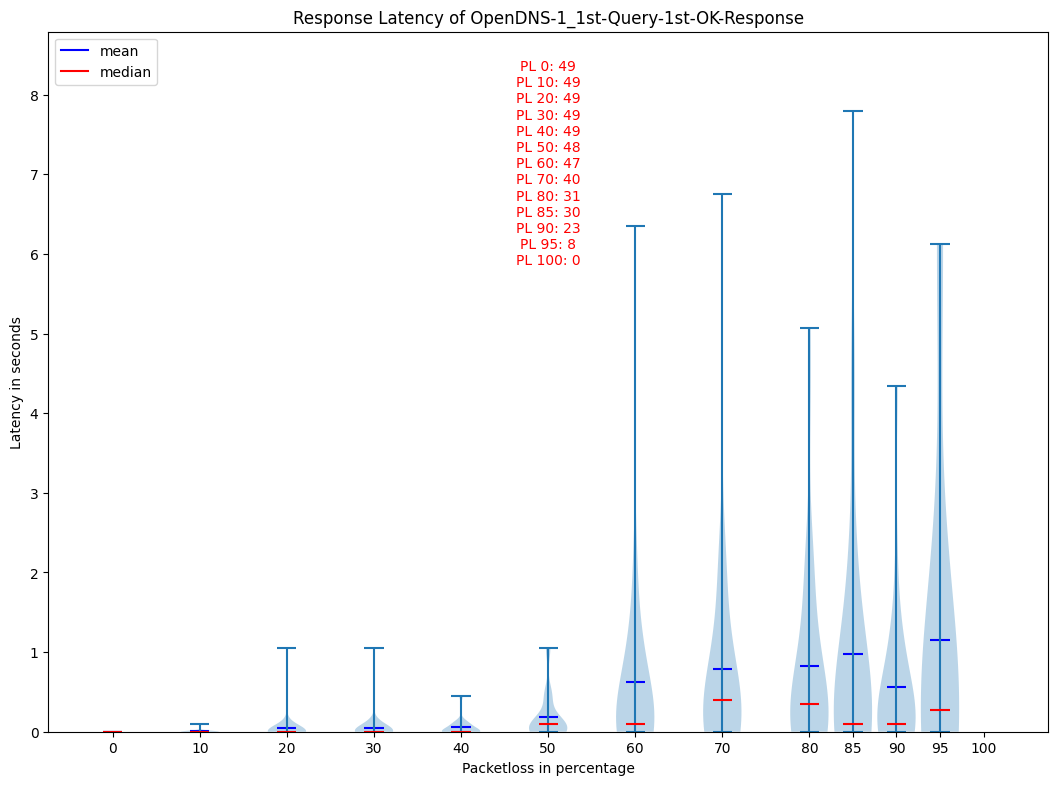 Response Latency of OpenDNS-1_1st-Query-1st-OK-Response
mean
median
PL 0: 49
PL 10: 49
PL 20: 49
PL 30: 49
PL 40: 49
PL 50: 48
PL 60: 47
PL 70: 40
PL 80: 31
PL 85: 30
PL 90: 23
PL 95: 8
PL 100: 0
8
7
6
5
4
3
2
1
0
Latency in seconds
0 10 20 30 40 50 60 70 80 85 90 95 100
Packetloss in percentage